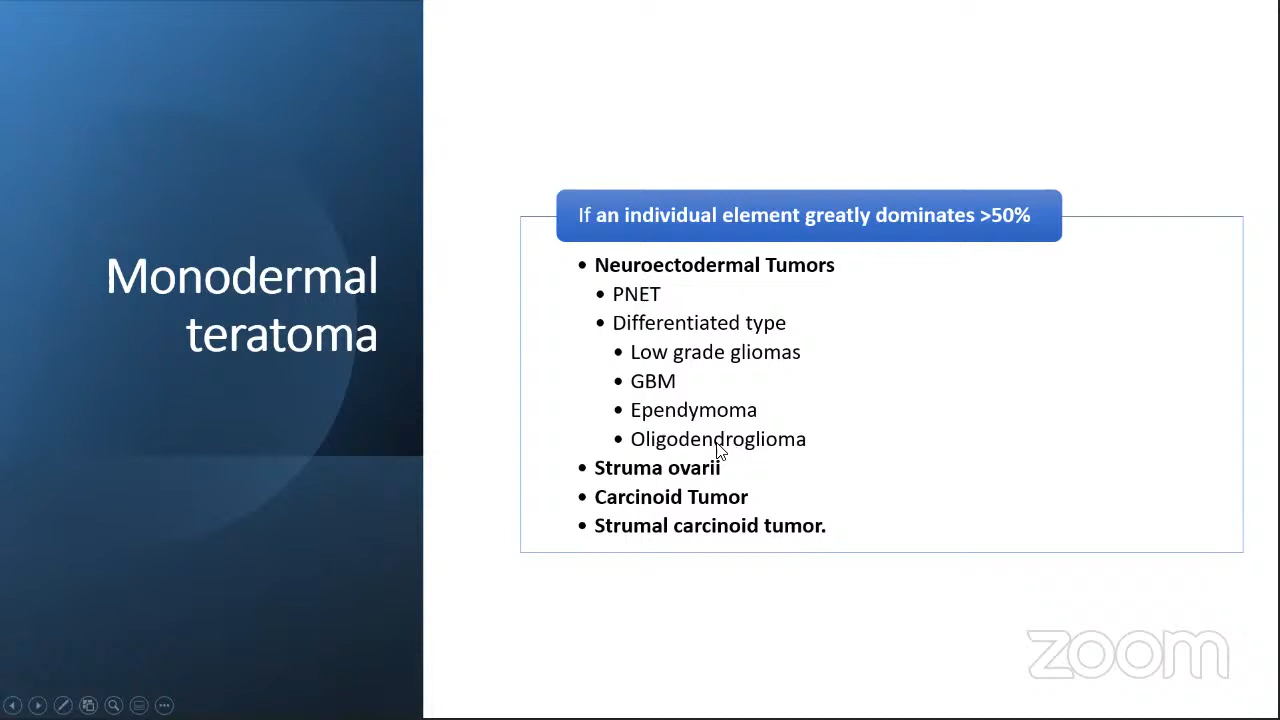 Monodermal
teratoma
If an individual element greatly dominates >50%
• Neuroectodermal Tumors
• PNET
• Differentiated type
• Low grade gliomas
• GBM
• Ependymoma
• Oligodendroglioma
• Struma ovarii
• Carcinoid Tumor
• Strumal carcinoid tumor.
zoom